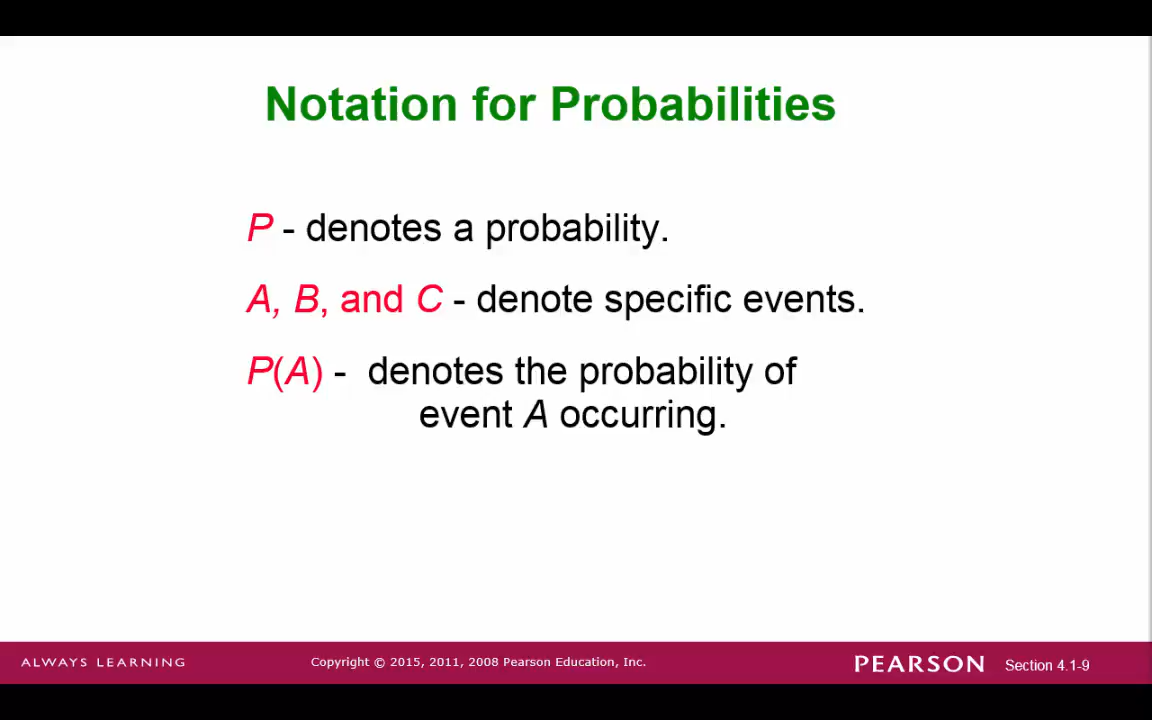 Notation for Probabilities
P - denotes a probability.
A, B, and C - denote specific events.
P(A) - denotes the probability of
event A occurring.
ALWAYS LEARNING
Copyright © 2015, 2011, 2008 Pearson Education, Inc.
PEARSON
Section 4.1-9